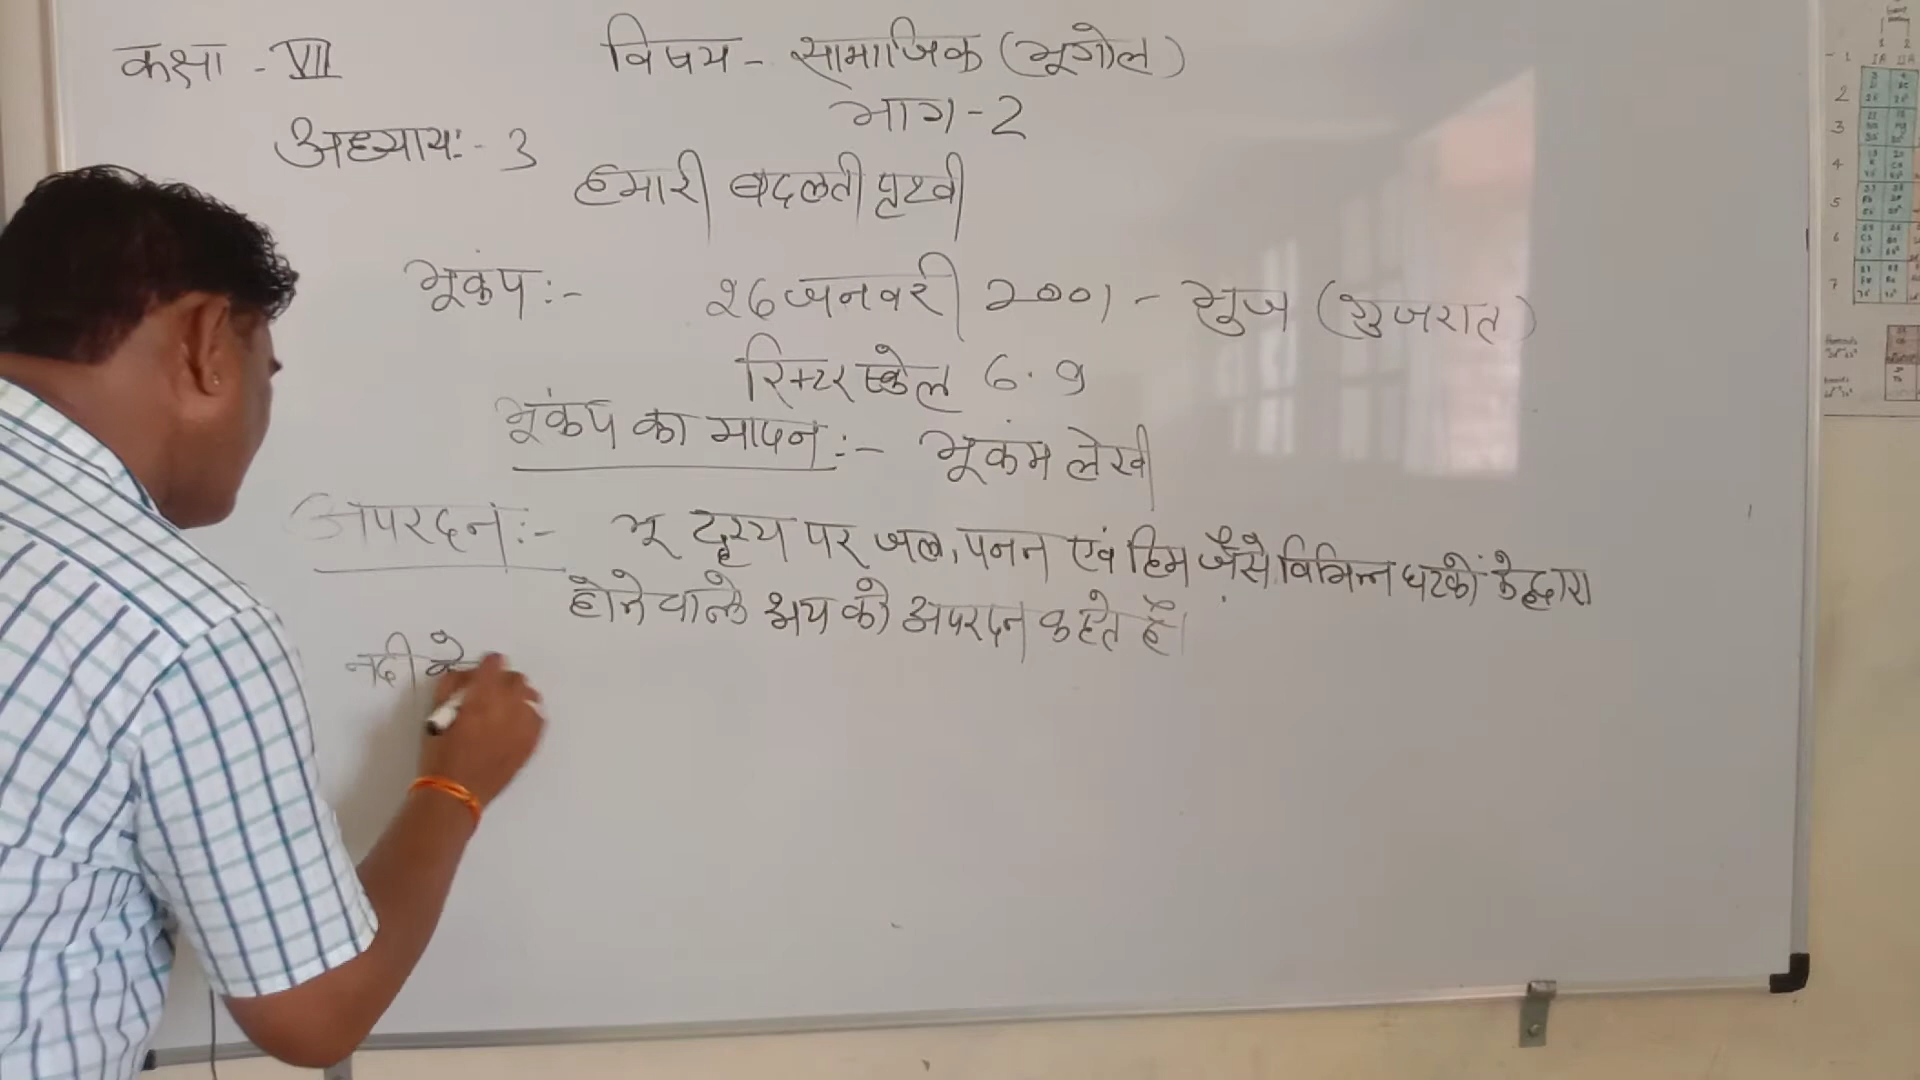 कक्षा - VII
विषय - सामाजिक (भूगोल)
भाग - 2
अध्याय :- 3
हमारी बदलती पृथ्वी
भूकंप :- 26 जनवरी 2001 - भुज (गुजरात)
रिक्टर स्केल 6.9
भूकंप का मापन :- भूकंम लेखी
अपरदन :- भू दृश्य पर जल, पनन एवं हिम जैसे विभिन्न घटकों के द्वारा
होने वाले क्षय को अपरदन कहते हैं।
नदी के